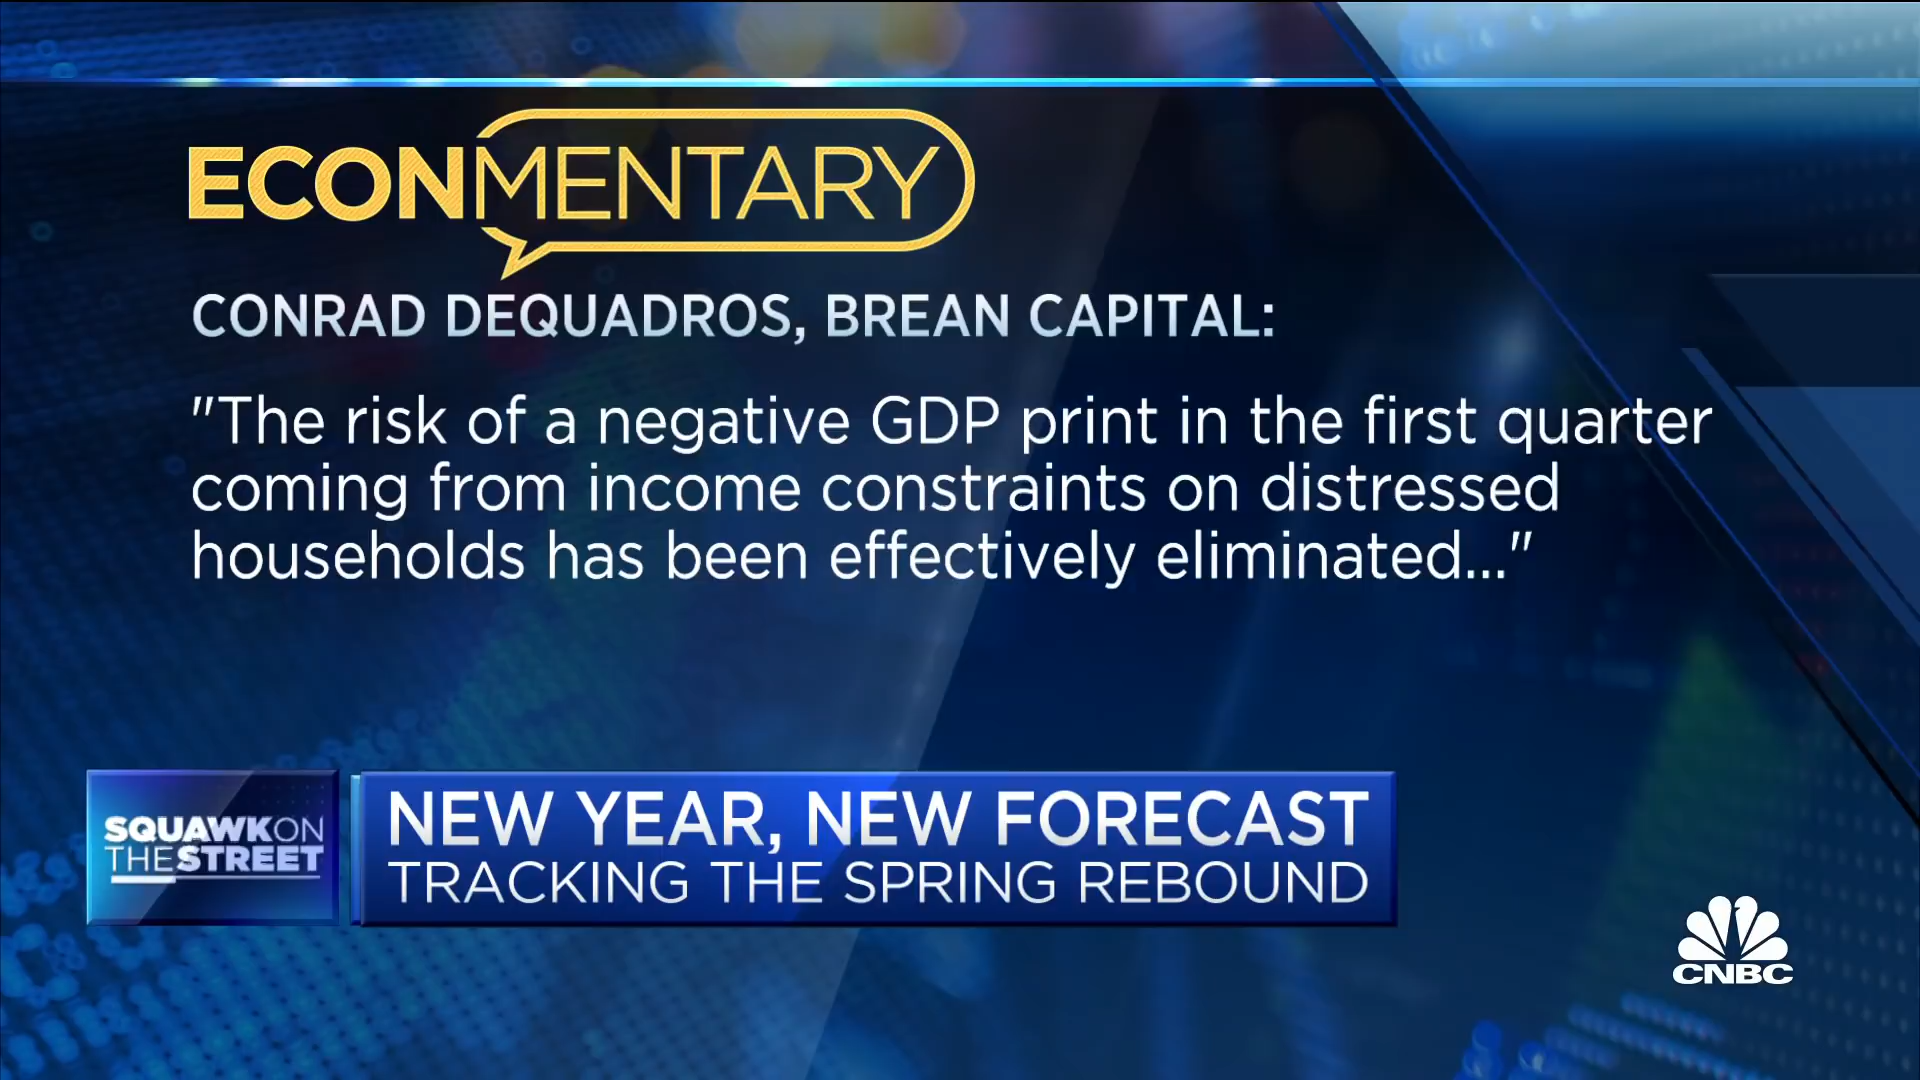 ECONMENTARY
CONRAD DEQUADROS, BREAN CAPITAL:
"The risk of a negative GDP print in the first quarter
coming from income constraints on distressed
households has been effectively eliminated..."
SQUAWK ON
THE STREET
NEW YEAR, NEW FORECAST
TRACKING THE SPRING REBOUND
CNBC